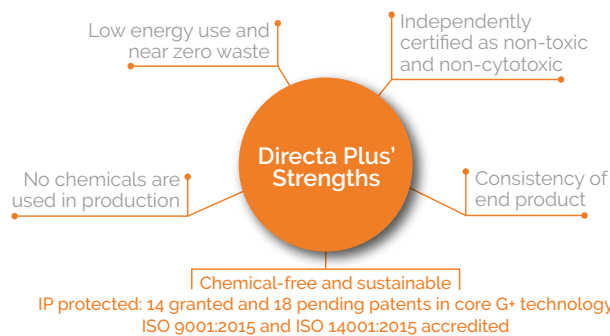 Low energy use and
near zero waste
Independently
certified as non-toxic
and non-cytotoxic
Directa Plus’
Strengths
No chemicals are
used in production
Consistency of
end product
Chemical-free and sustainable
IP protected: 14 granted and 18 pending patents in core G+ technology
ISO 9001:2015 and ISO 14001:2015 accredited